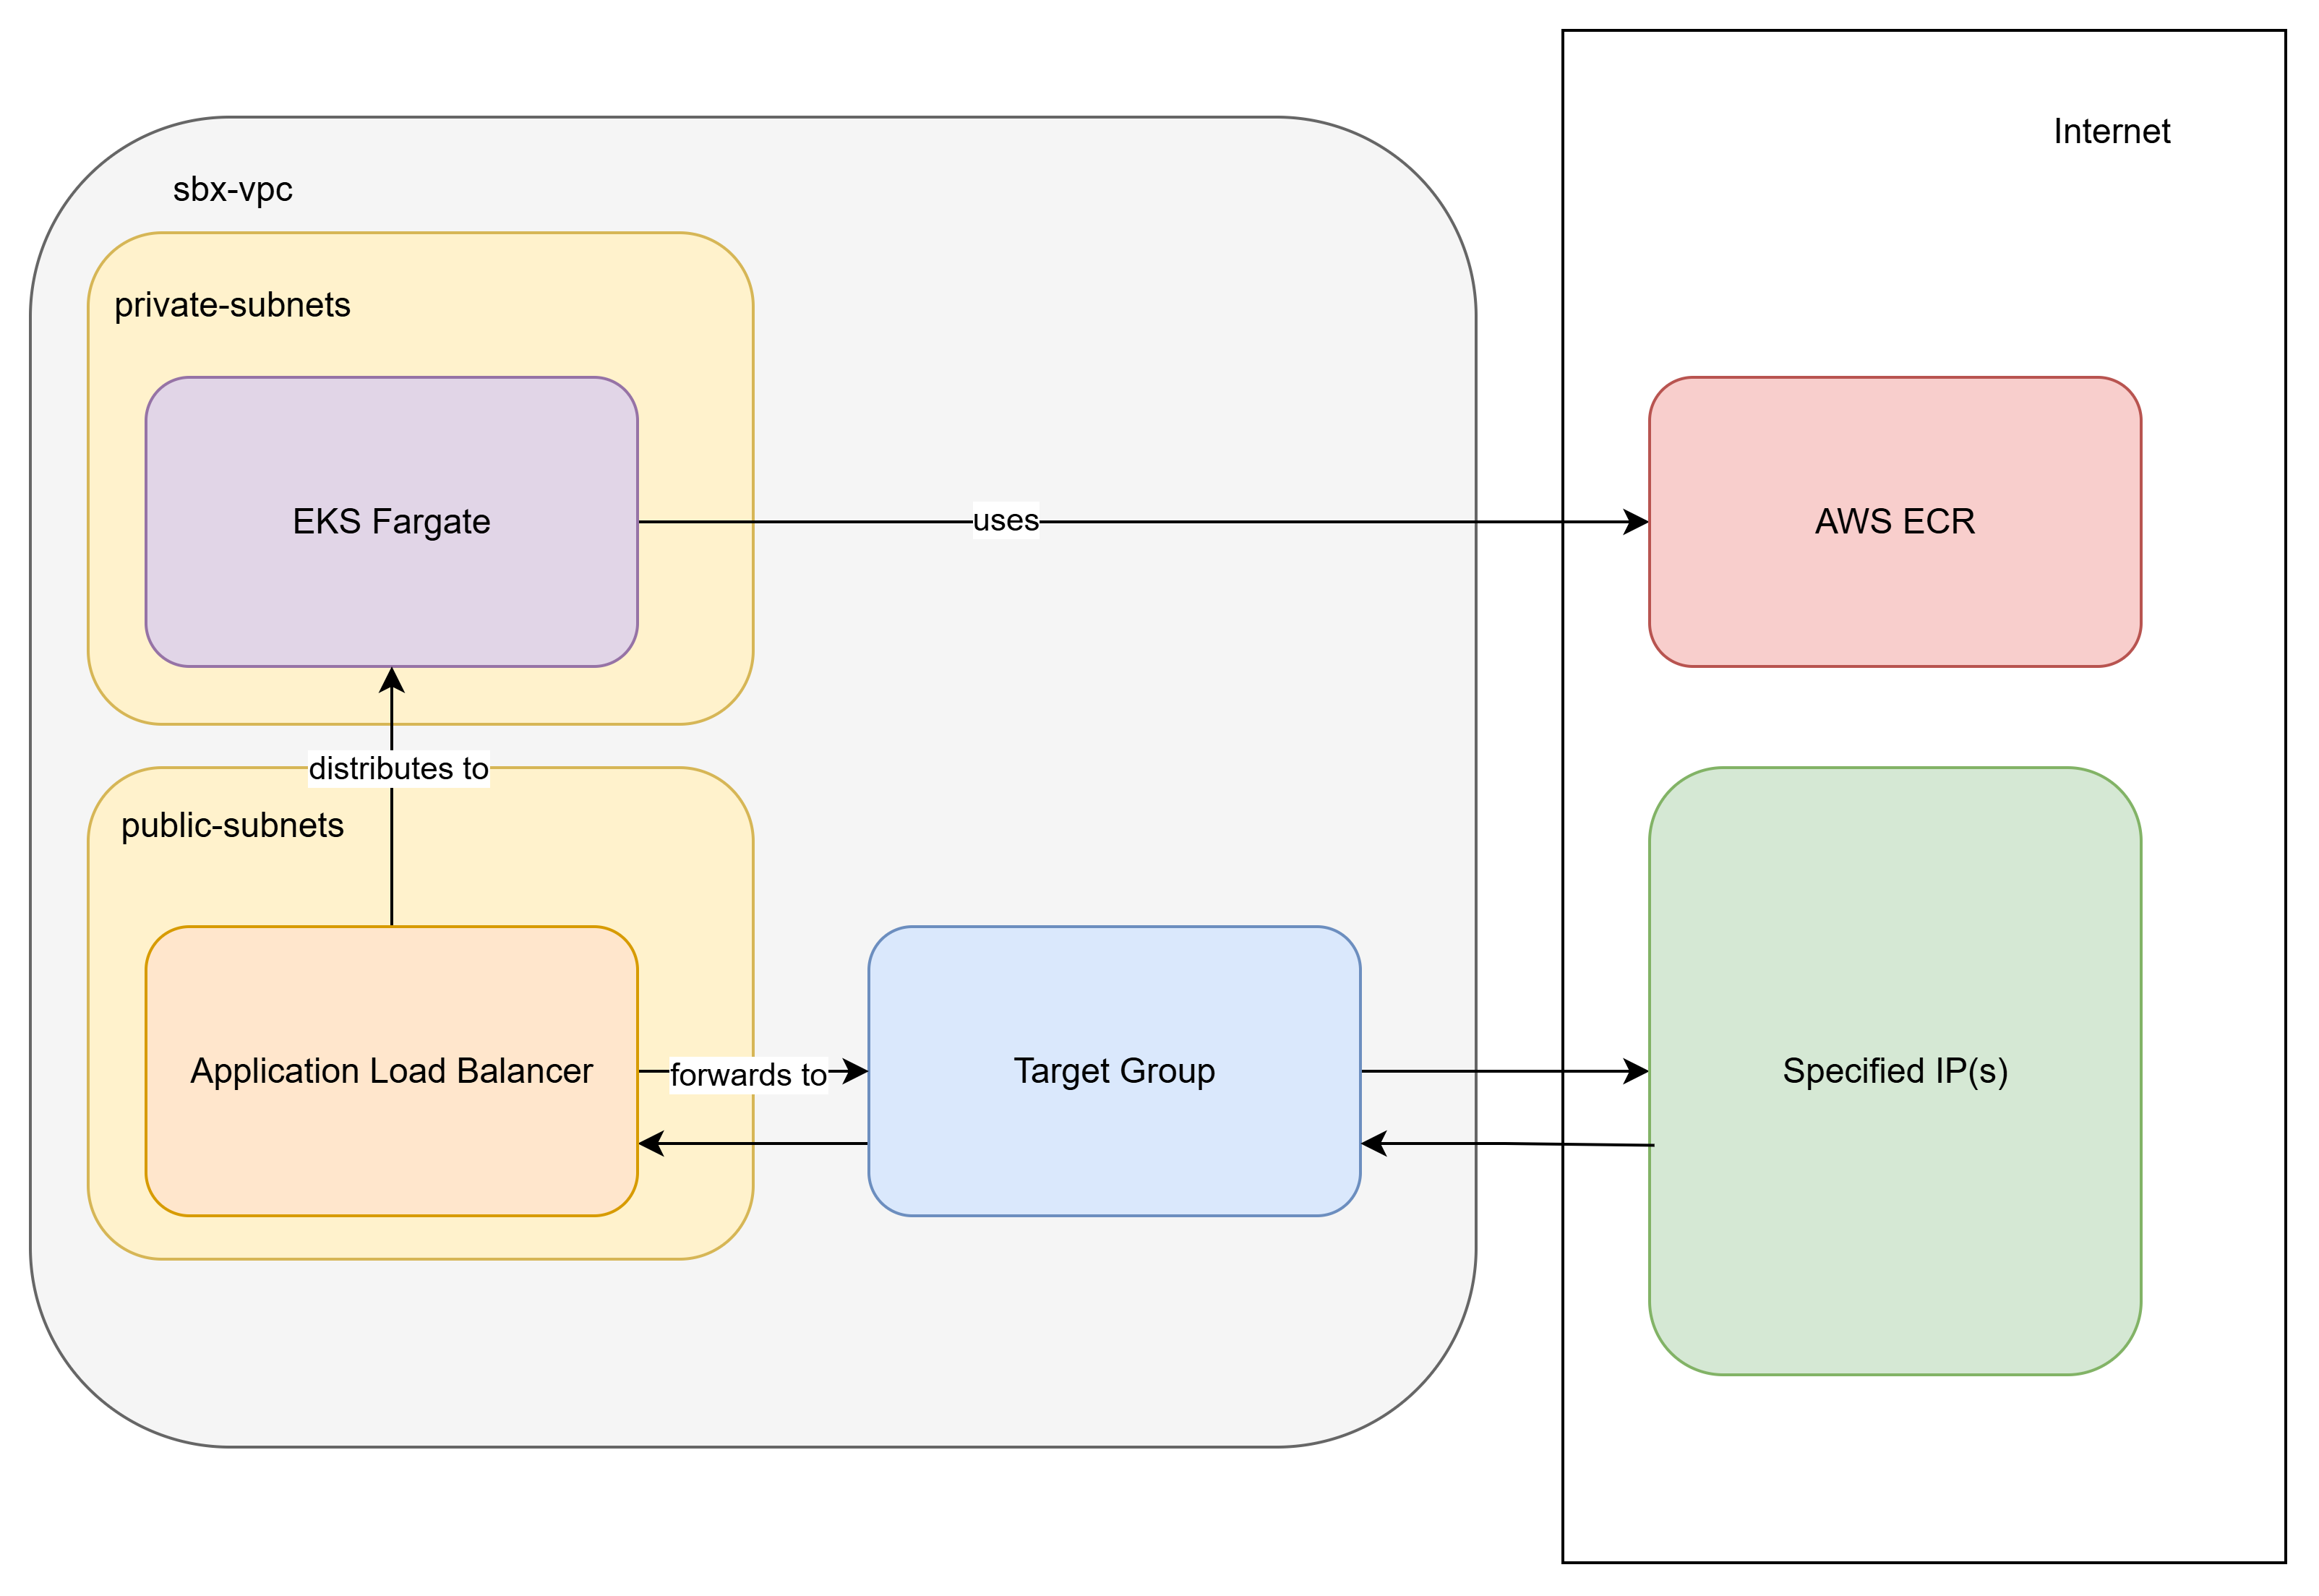 Internet
sbx-vpc
private-subnets
EKS Fargate
uses
AWS ECR
distributes to
public-subnets
Application Load Balancer
forwards to
Target Group
Specified IP(s)